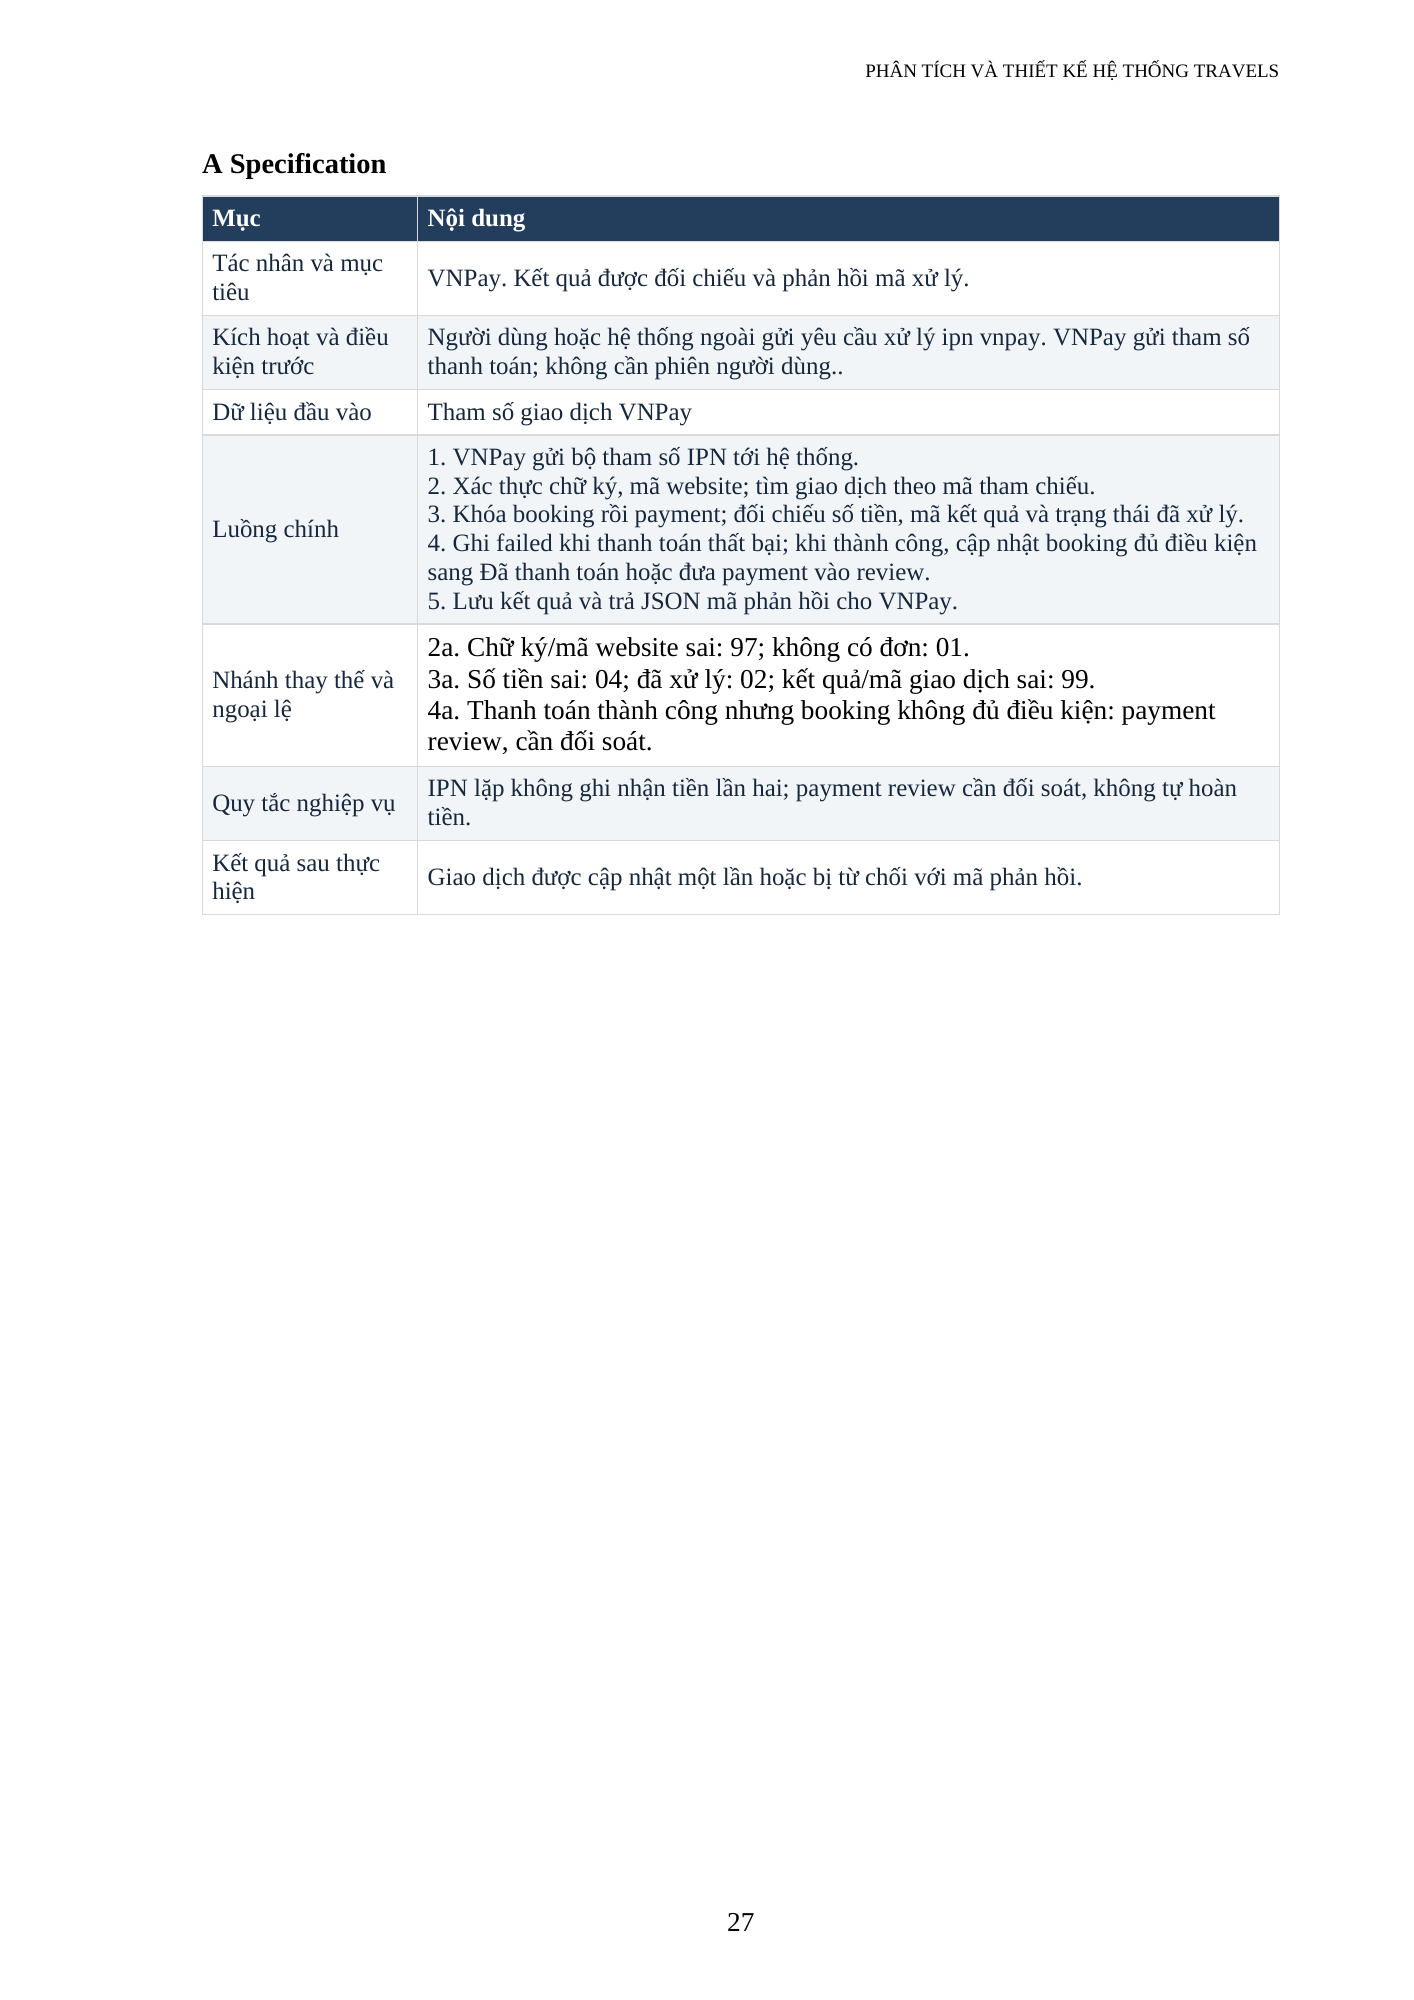 PHÂN TÍCH VÀ THIẾT KẾ HỆ THỐNG TRAVELS
A Specification
Mục
Nội dung
Tác nhân và mục
tiêu
VNPay. Kết quả được đối chiếu và phản hồi mã xử lý.
Kích hoạt và điều
kiện trước
Người dùng hoặc hệ thống ngoài gửi yêu cầu xử lý ipn vnpay. VNPay gửi tham số
thanh toán; không cần phiên người dùng..
Dữ liệu đầu vào
Tham số giao dịch VNPay
Luồng chính
1. VNPay gửi bộ tham số IPN tới hệ thống.
2. Xác thực chữ ký, mã website; tìm giao dịch theo mã tham chiếu.
3. Khóa booking rồi payment; đối chiếu số tiền, mã kết quả và trạng thái đã xử lý.
4. Ghi failed khi thanh toán thất bại; khi thành công, cập nhật booking đủ điều kiện
sang Đã thanh toán hoặc đưa payment vào review.
5. Lưu kết quả và trả JSON mã phản hồi cho VNPay.
Nhánh thay thế và
ngoại lệ
2a. Chữ ký/mã website sai: 97; không có đơn: 01.
3a. Số tiền sai: 04; đã xử lý: 02; kết quả/mã giao dịch sai: 99.
4a. Thanh toán thành công nhưng booking không đủ điều kiện: payment
review, cần đối soát.
Quy tắc nghiệp vụ
IPN lặp không ghi nhận tiền lần hai; payment review cần đối soát, không tự hoàn
tiền.
Kết quả sau thực
hiện
Giao dịch được cập nhật một lần hoặc bị từ chối với mã phản hồi.
27